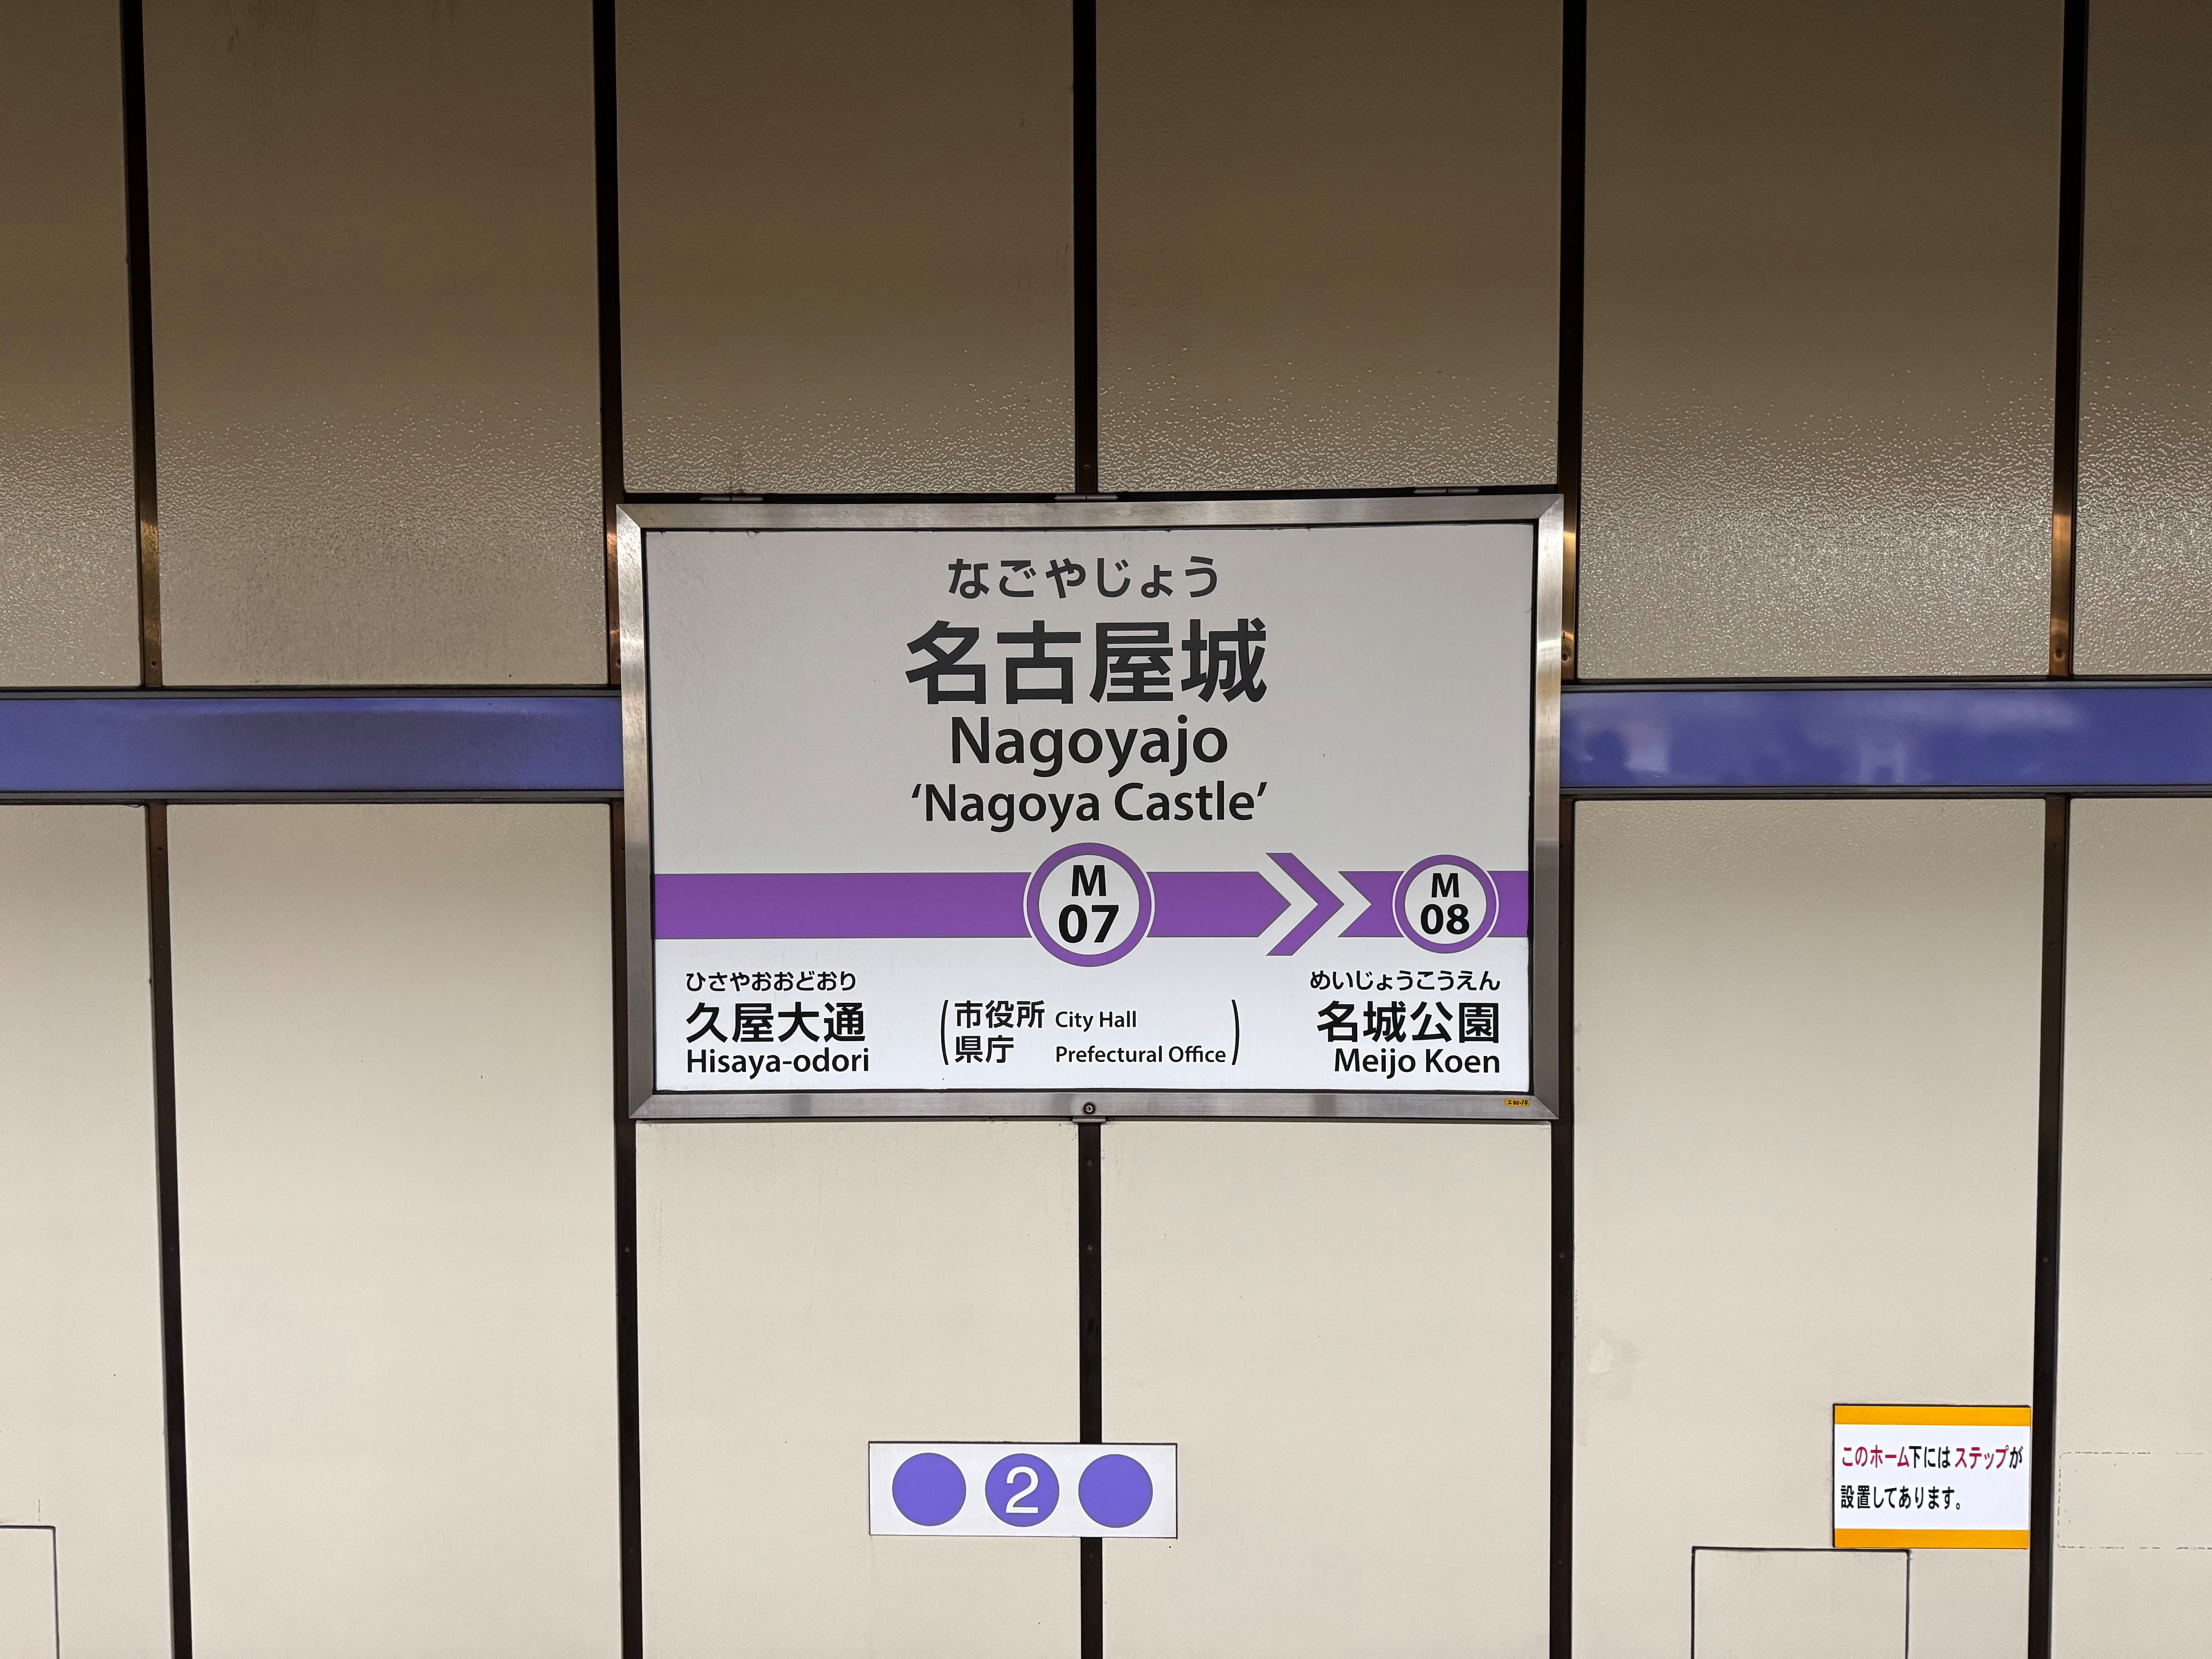 なごやじょう
名古屋城
Nagoyajo
‘Nagoya Castle’
M
07
M
08
ひさやおおどおり
久屋大通
Hisaya-odori
(市役所 City Hall
県庁 Prefectural Office)
めいじょうこうえん
名城公園
Meijo Koen
2
このホーム下にはステップが
設置してあります。